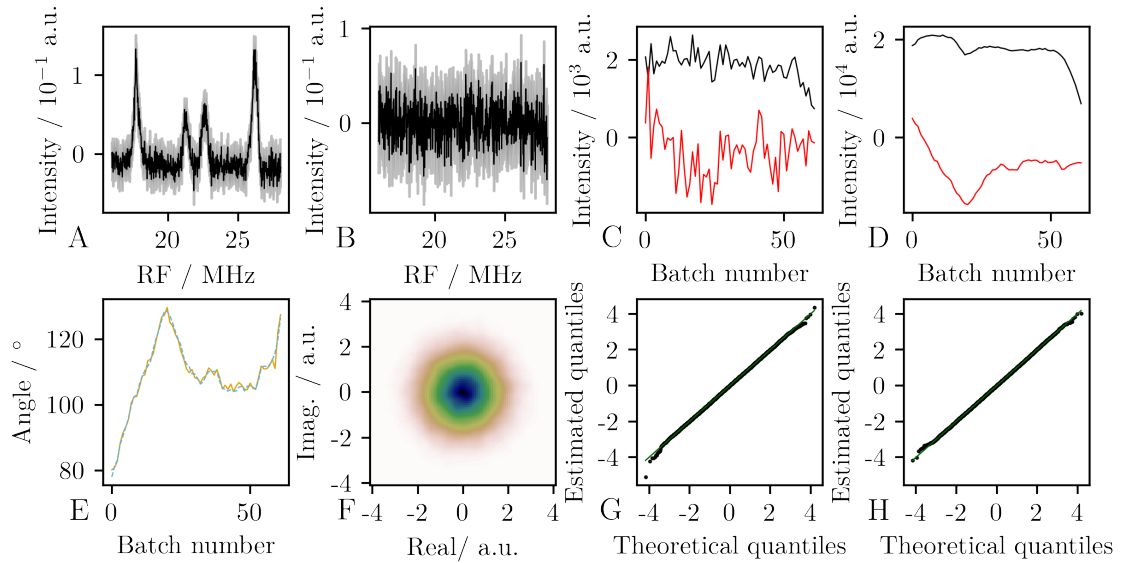 Intensity / 10⁻¹ a.u.
1
0
20
25
A
RF / MHz
Intensity / 10⁻¹ a.u.
1
0
20
25
B
RF / MHz
Intensity / 10³ a.u.
2
0
0
50
C
Batch number
Intensity / 10⁴ a.u.
2
0
0
50
D
Batch number
Angle / °
120
100
80
0
50
E
Batch number
Imag. / a.u.
4
2
0
-2
-4
-4
-2
0
2
4
F
Real/ a.u.
Estimated quantiles
4
2
0
-2
-4
-4
-2
0
2
4
G
Theoretical quantiles
Estimated quantiles
4
2
0
-2
-4
-4
-2
0
2
4
H
Theoretical quantiles